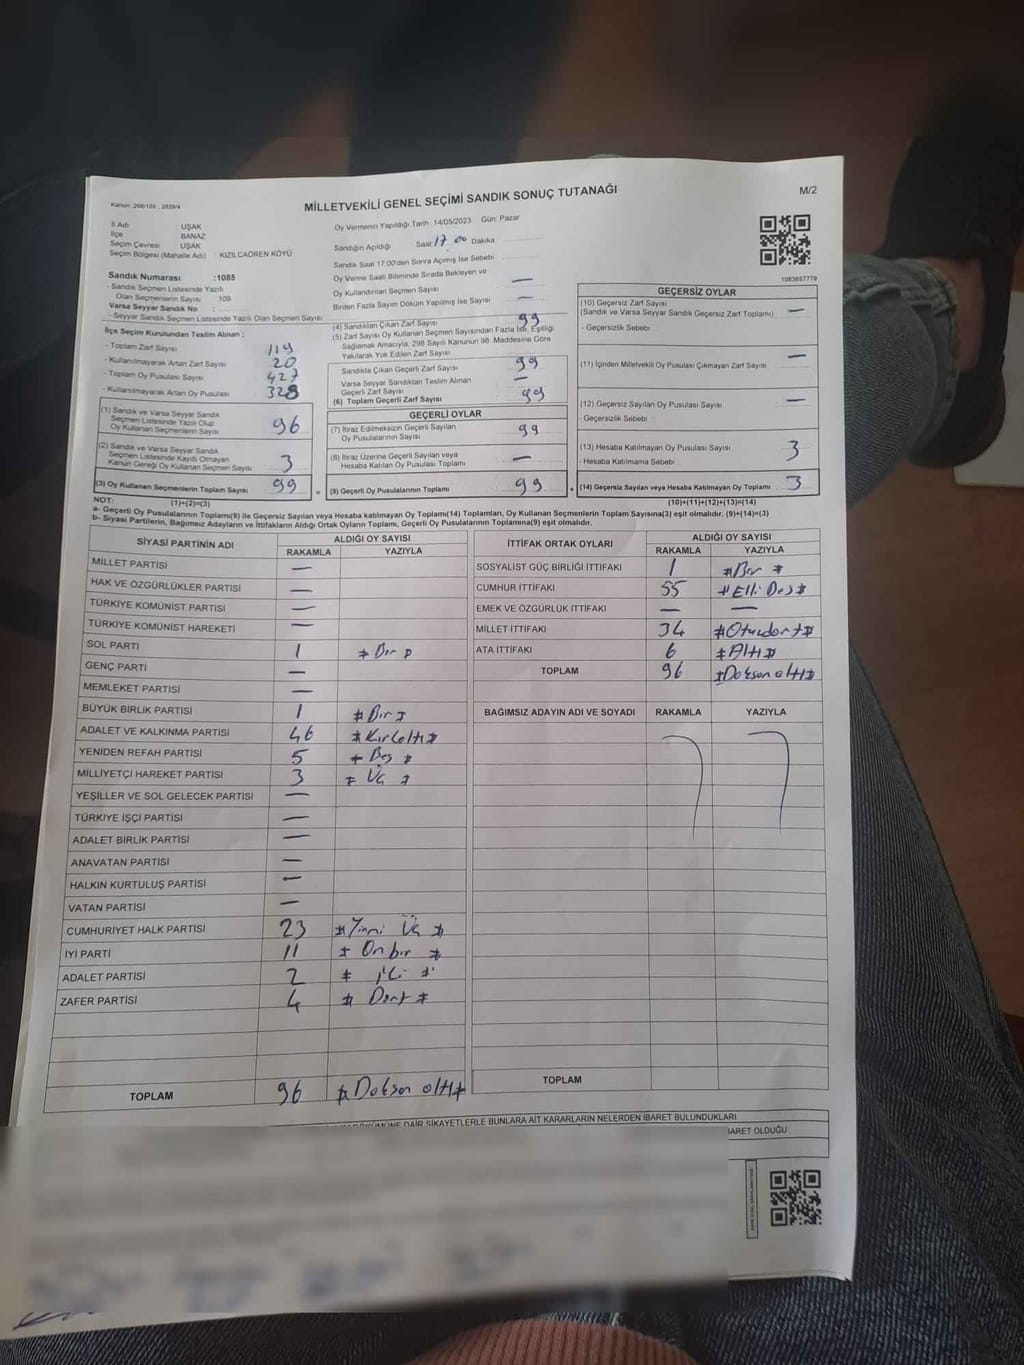 Kanun: 298/105 ; 2839/4
MİLLETVEKİLİ GENEL SEÇİMİ SANDIK SONUÇ TUTANAĞI
M/2
İl Adı UŞAK
İlçe BANAZ
Seçim Çevresi : UŞAK
Seçim Bölgesi (Mahalle Adı) : KIZILCAÖREN KÖYÜ
Sandık Numarası :1085
- Sandık Seçmen Listesinde Yazılı
Olan Seçmenlerin Sayısı 109
Varsa Seyyar Sandık No :
- Seyyar Sandık Seçmen Listesinde Yazılı Olan Seçmen Sayısı
İlçe Seçim Kurulundan Teslim Alınan ;
- Toplam Zarf Sayısı 119
- Kullanılmayarak Artan Zarf Sayısı 20
- Toplam Oy Pusulası Sayısı 427
- Kullanılmayarak Artan Oy Pusulası 328
(1) Sandık ve Varsa Seyyar Sandık
Seçmen Listesinde Yazılı Olup
Oy Kullanan Seçmenlerin Sayısı 96
(2) Sandık ve Varsa Seyyar Sandık
Seçmen Listesinde Kayıtlı Olmayan
Kanun Gereği Oy Kullanan Seçmen Sayısı 3
(3) Oy Kullanan Seçmenlerin Toplam Sayısı 99 =
Oy Vermenin Yapıldığı Tarih :14/05/2023 Gün: Pazar
Sandığın Açıldığı Saat 17,00 Dakika
Sandık Saat 17:00'den Sonra Açılmış İse Sebebi
Oy Verme Saati Bitiminde Sırada Bekleyen ve
Oy Kullandırılan Seçmen Sayısı —
Birden Fazla Sayım Döküm Yapılmış İse Sayısı —
(4) Sandıktan Çıkan Zarf Sayısı 99
(5) Zarf Sayısı Oy Kullanan Seçmen Sayısından Fazla İse, Eşitliği
Sağlamak Amacıyla, 298 Sayılı Kanunun 98. Maddesine Göre
Yakılarak Yok Edilen Zarf Sayısı
Sandıkta Çıkan Geçerli Zarf Sayısı 99
Varsa Seyyar Sandıktan Teslim Alınan
Geçerli Zarf Sayısı —
(6) Toplam Geçerli Zarf Sayısı 99
GEÇERLİ OYLAR
(7) İtiraz Edilmeksizin Geçerli Sayılan
Oy Pusulalarının Sayısı 99
(8) İtiraz Üzerine Geçerli Sayılan veya
Hesaba Katılan Oy Pusulası Toplamı —
(9) Geçerli Oy Pusulalarının Toplamı 99 +
1083657779
GEÇERSİZ OYLAR
(10) Geçersiz Zarf Sayısı
(Sandık ve Varsa Seyyar Sandık Geçersiz Zarf Toplamı) —
- Geçersizlik Sebebi
(11) İçinden Milletvekili Oy Pusulası Çıkmayan Zarf Sayısı —
(12) Geçersiz Sayılan Oy Pusulası Sayısı —
- Geçersizlik Sebebi
(13) Hesaba Katılmayan Oy Pusulası Sayısı 3
- Hesaba Katılmama Sebebi
(14) Geçersiz Sayılan veya Hesaba Katılmayan Oy Toplamı 3
NOT: (1)+(2)=(3) (10)+(11)+(12)+(13)=(14)
a- Geçerli Oy Pusulalarının Toplamı(9) ile Geçersiz Sayılan veya Hesaba Katılmayan Oy Toplamı(14) Toplamları, Oy Kullanan Seçmenlerin Toplam Sayısına(3) eşit olmalıdır. (9)+(14)=(3)
b- Siyasi Partilerin, Bağımsız Adayların ve İttifakların Aldığı Ortak Oyların Toplamı, Geçerli Oy Pusulalarının Toplamına(9) eşit olmalıdır.
SİYASİ PARTİNİN ADI ALDIĞI OY SAYISI
RAKAMLA YAZIYLA
MİLLET PARTİSİ —
HAK VE ÖZGÜRLÜKLER PARTİSİ —
TÜRKİYE KOMÜNİST PARTİSİ —
TÜRKİYE KOMÜNİST HAREKETİ —
SOL PARTİ 1 # Bir #
GENÇ PARTİ —
MEMLEKET PARTİSİ —
BÜYÜK BİRLİK PARTİSİ 1 # Bir #
ADALET VE KALKINMA PARTİSİ 46 # Kırkaltı #
YENİDEN REFAH PARTİSİ 5 # Beş #
MİLLİYETÇİ HAREKET PARTİSİ 3 # Üç #
YEŞİLLER VE SOL GELECEK PARTİSİ —
TÜRKİYE İŞÇİ PARTİSİ —
ADALET BİRLİK PARTİSİ —
ANAVATAN PARTİSİ —
HALKIN KURTULUŞ PARTİSİ —
VATAN PARTİSİ —
CUMHURİYET HALK PARTİSİ 23 # Yirmi Üç #
İYİ PARTİ 11 # Onbir #
ADALET PARTİSİ 2 # İki #
ZAFER PARTİSİ 4 # Dört #
TOPLAM 96 # Doksan altı #
İTTİFAK ORTAK OYLARI ALDIĞI OY SAYISI
RAKAMLA YAZIYLA
SOSYALİST GÜÇ BİRLİĞİ İTTİFAKI 1 # Bir #
CUMHUR İTTİFAKI 55 # Elli Beş #
EMEK VE ÖZGÜRLÜK İTTİFAKI — —
MİLLET İTTİFAKI 34 # Otuzdört #
ATA İTTİFAKI 6 # Altı #
TOPLAM 96 # Doksan altı #
BAĞIMSIZ ADAYIN ADI VE SOYADI RAKAMLA YAZIYLA
TOPLAM
DÖKÜMÜNE DAİR ŞİKAYETLERLE BUNLARA AİT KARARLARIN NELERDEN İBARET BULUNDUKLARI
İBARET OLDUĞU